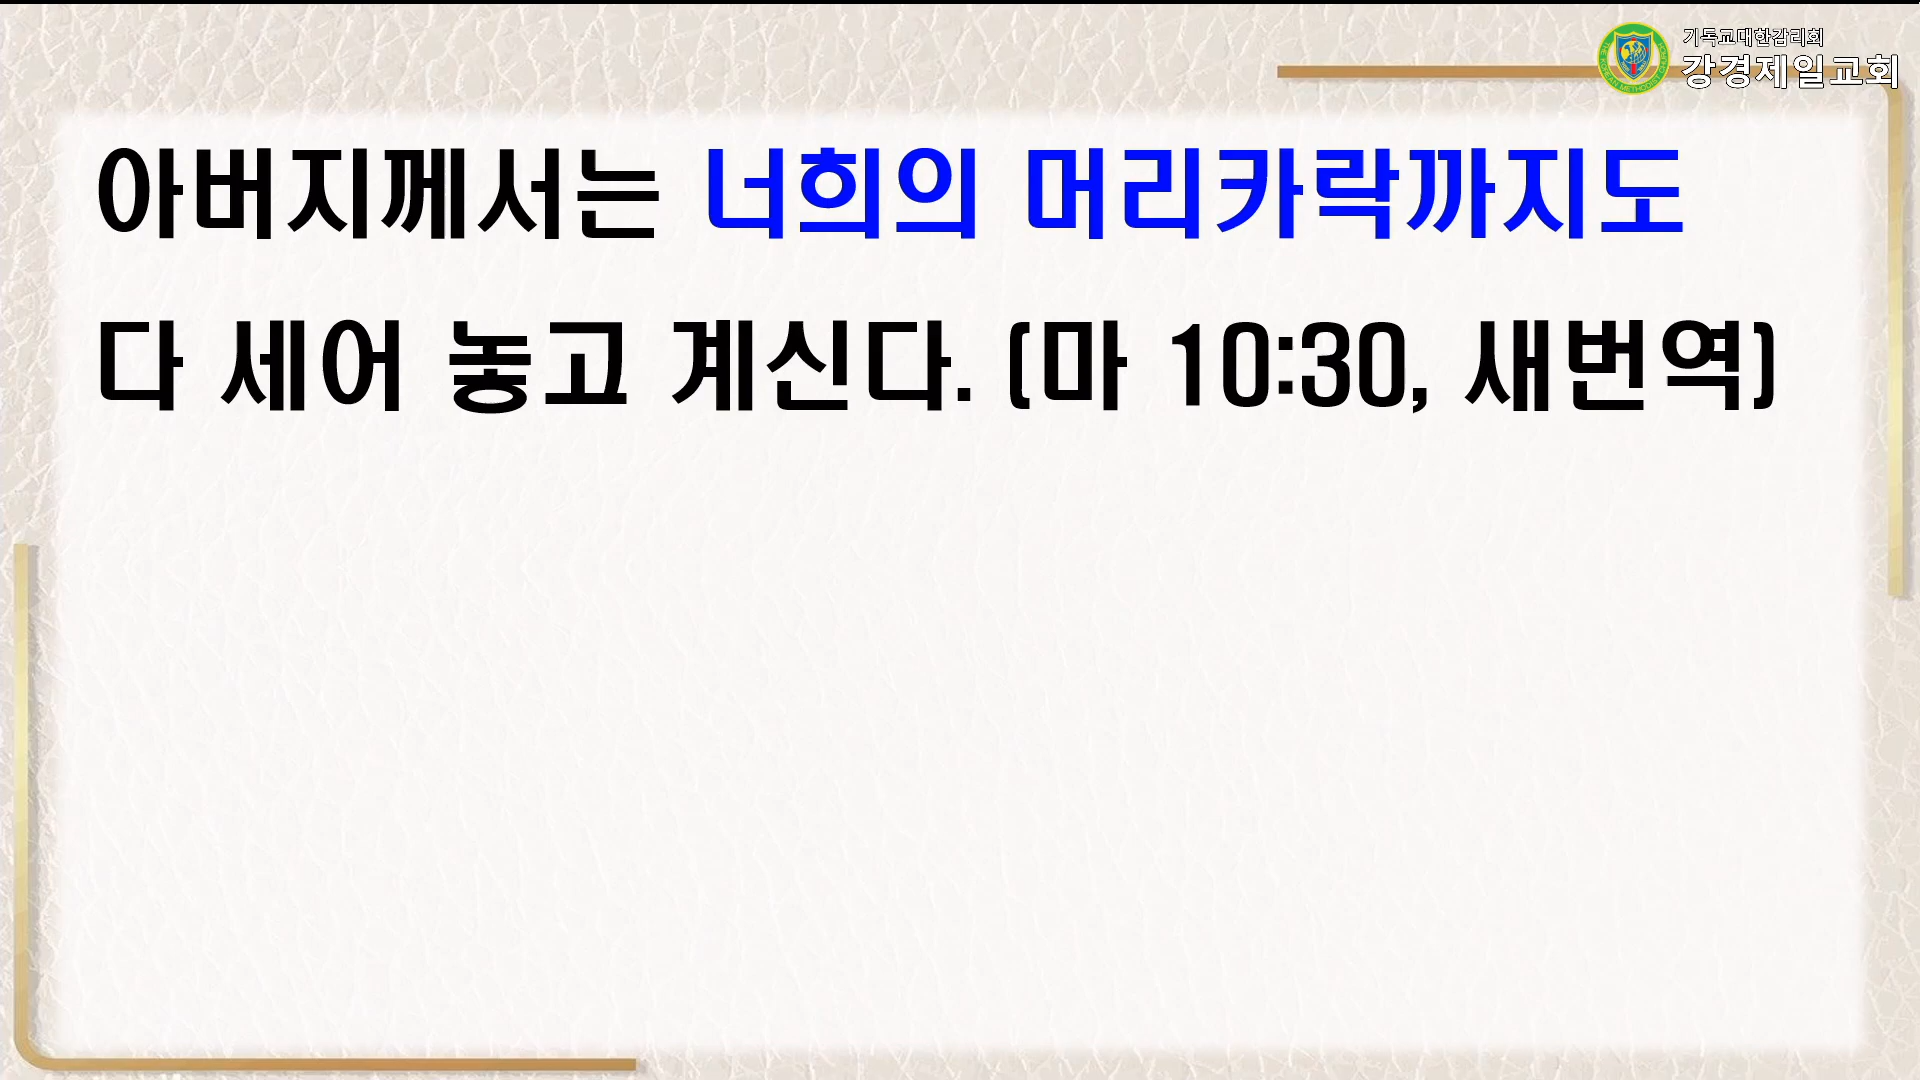 기독교대한감리회
강경제일교회
아버지께서는 너희의 머리카락까지도
다 세어 놓고 계신다. (마 10:30, 새번역)